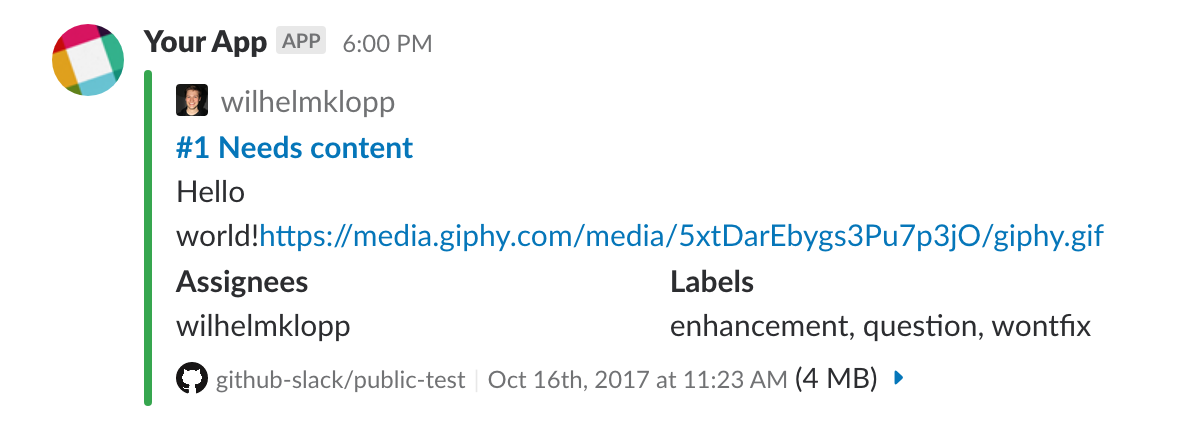 Your App APP 6:00 PM
wilhelmklopp
#1 Needs content
Hello
world!https://media.giphy.com/media/5xtDarEbygs3Pu7p3jO/giphy.gif
Assignees Labels
wilhelmklopp enhancement, question, wontfix
github-slack/public-test | Oct 16th, 2017 at 11:23 AM (4 MB)